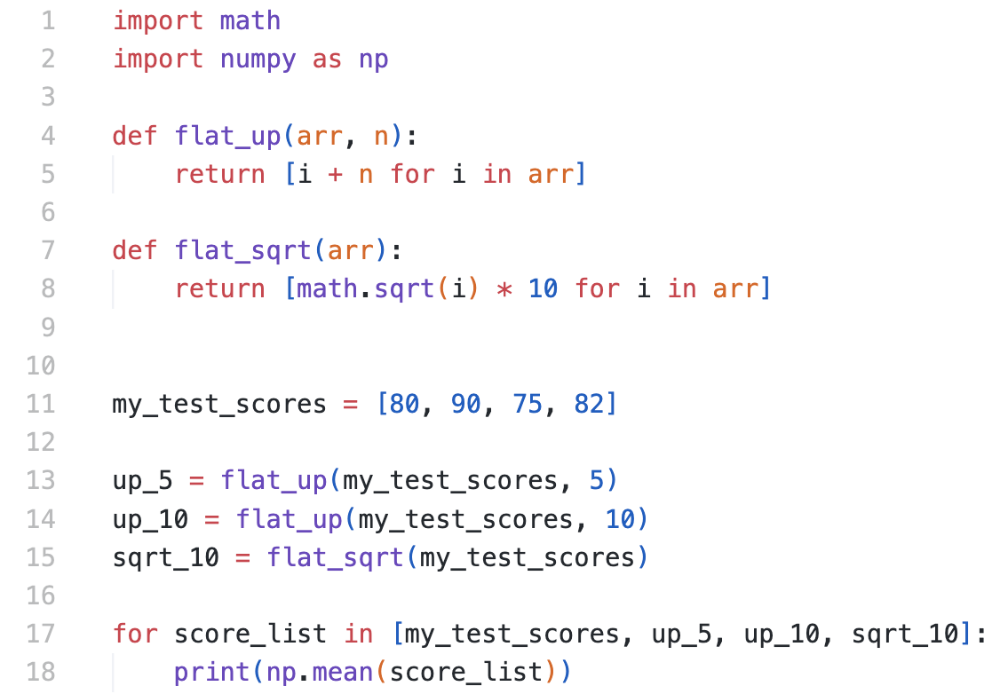 1 import math
2 import numpy as np
3
4 def flat_up(arr, n):
5     return [i + n for i in arr]
6
7 def flat_sqrt(arr):
8     return [math.sqrt(i) * 10 for i in arr]
9
10
11 my_test_scores = [80, 90, 75, 82]
12
13 up_5 = flat_up(my_test_scores, 5)
14 up_10 = flat_up(my_test_scores, 10)
15 sqrt_10 = flat_sqrt(my_test_scores)
16
17 for score_list in [my_test_scores, up_5, up_10, sqrt_10]:
18     print(np.mean(score_list))